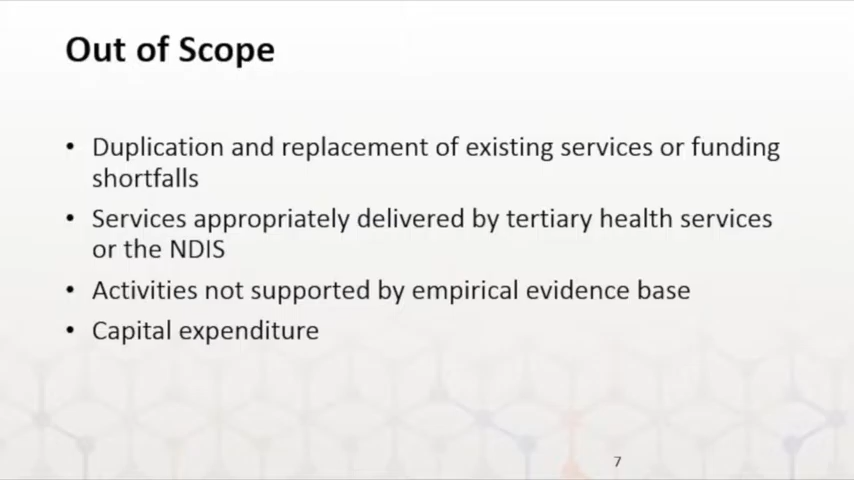 Out of Scope
• Duplication and replacement of existing services or funding
shortfalls
• Services appropriately delivered by tertiary health services
or the NDIS
• Activities not supported by empirical evidence base
• Capital expenditure
7